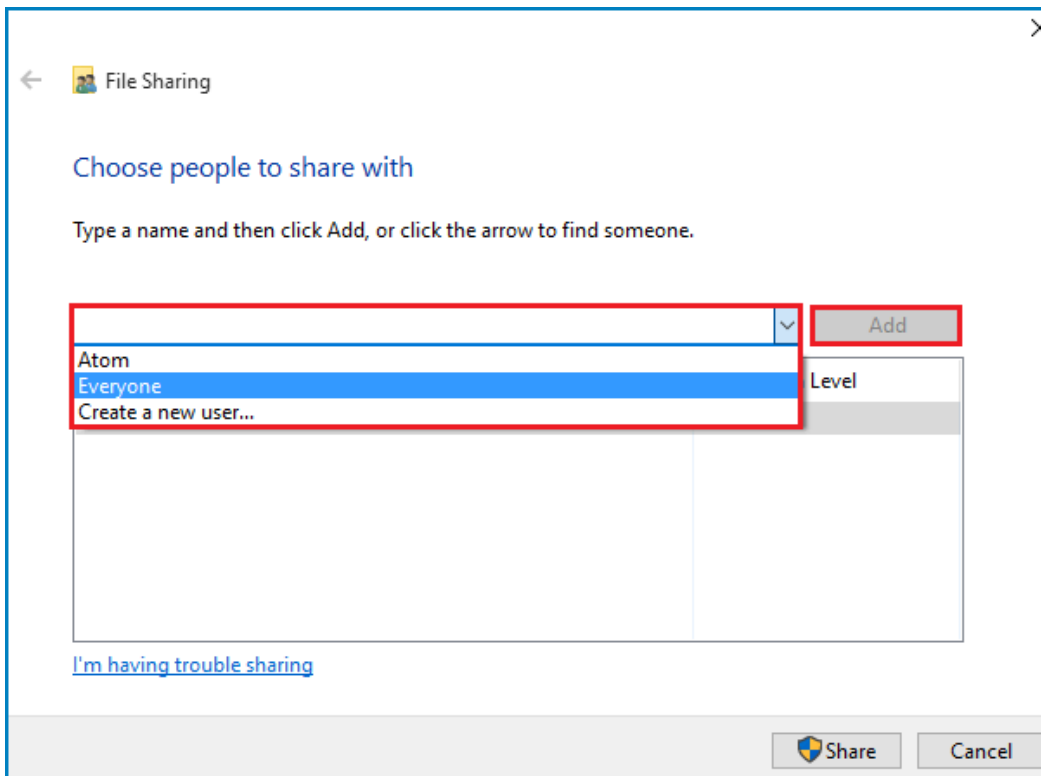 File Sharing
Choose people to share with
Type a name and then click Add, or click the arrow to find someone.
Add
Atom
Everyone
Create a new user...
Level
I'm having trouble sharing
Share
Cancel